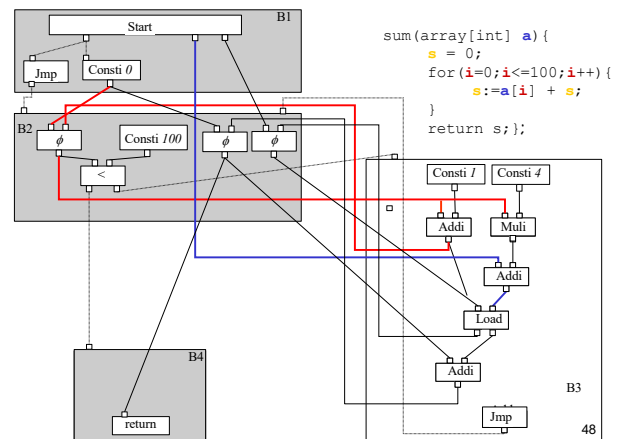 B1
Start
Jmp
Consti 0
sum(array[int] a){
s = 0;
for(i=0;i<=100;i++){
s:=a[i] + s;
}
return s;};
B2
ϕ
Consti 100
ϕ
ϕ
<
Consti 1
Consti 4
Addi
Muli
Addi
Load
Addi
B4
return
B3
Jmp
48